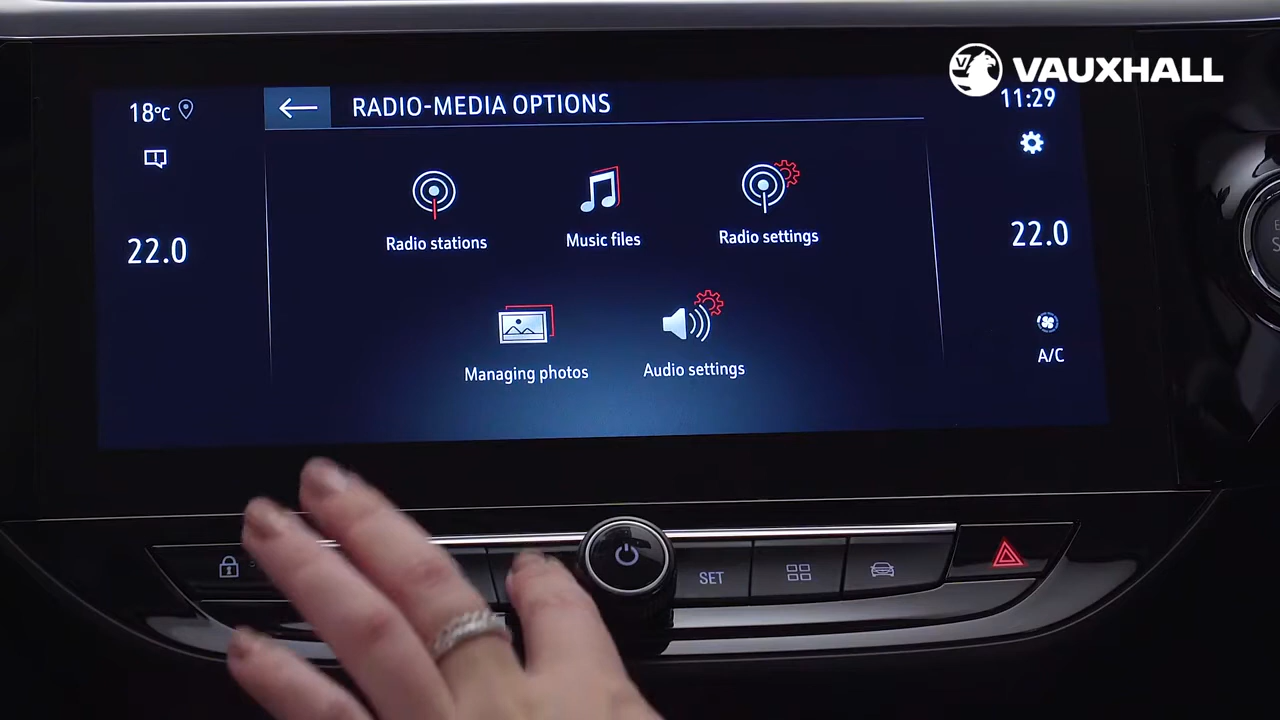 VAUXHALL
18°C
RADIO-MEDIA OPTIONS
11:29
22.0
Radio stations
Music files
Radio settings
22.0
Managing photos
Audio settings
A/C
SET